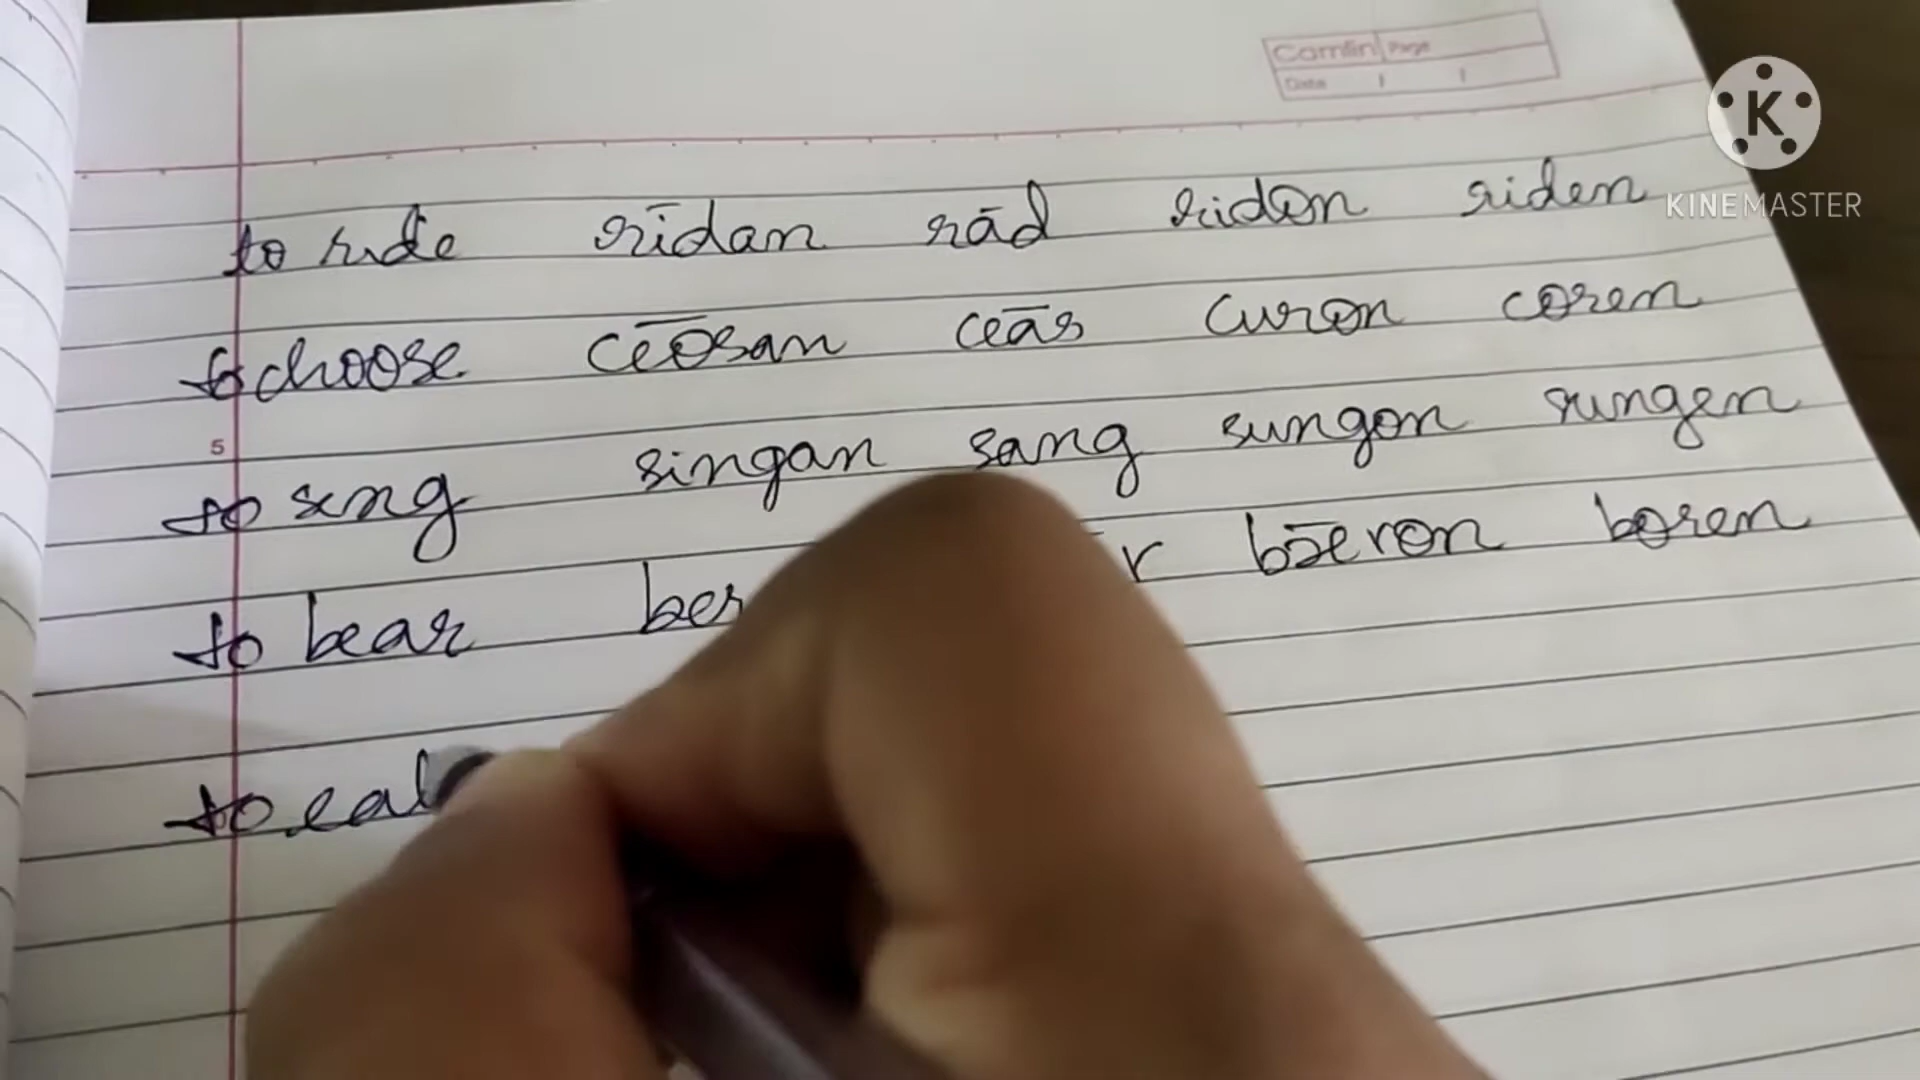 Camlin Page
Date / /
K
KINEMASTER
to ride rīdan rād ridon riden
to choose cēosan ceās curon coren
5
to sing singan sang sungon sungen
to bear ber r bǣron boren
to eat